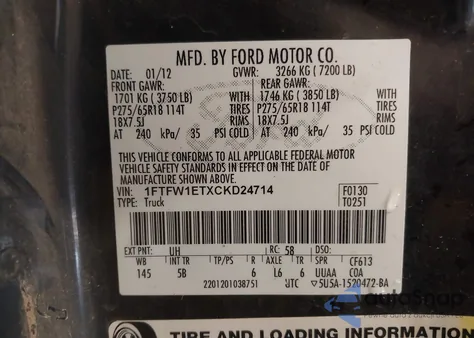 MFD. BY FORD MOTOR CO.
DATE: 01/12 GVWR: 3266 KG (7200 LB)
FRONT GAWR: REAR GAWR:
1701 KG (3750 LB) WITH 1746 KG (3850 LB) WITH
P275/65R18 114T TIRES P275/65R18 114T TIRES
18X7.5J RIMS 18X7.5J RIMS
AT 240 kPa/ 35 PSI COLD AT 240 kPa/ 35 PSI COLD
THIS VEHICLE CONFORMS TO ALL APPLICABLE FEDERAL MOTOR
VEHICLE SAFETY STANDARDS IN EFFECT ON THE DATE OF
MANUFACTURE SHOWN ABOVE.
VIN: 1FTFW1ETXCKD24714 F0130
TYPE: Truck T0251
EXT PNT: UH RC: 58 DSO:
WB INT TR TP/PS R AXLE TR SPR CF613
145 5B 6 L6 6 UUAA COA
2201201038751 UTC 5U5A-1520472-BA
autoSnap
TIRE AND LOADING INFORMATION